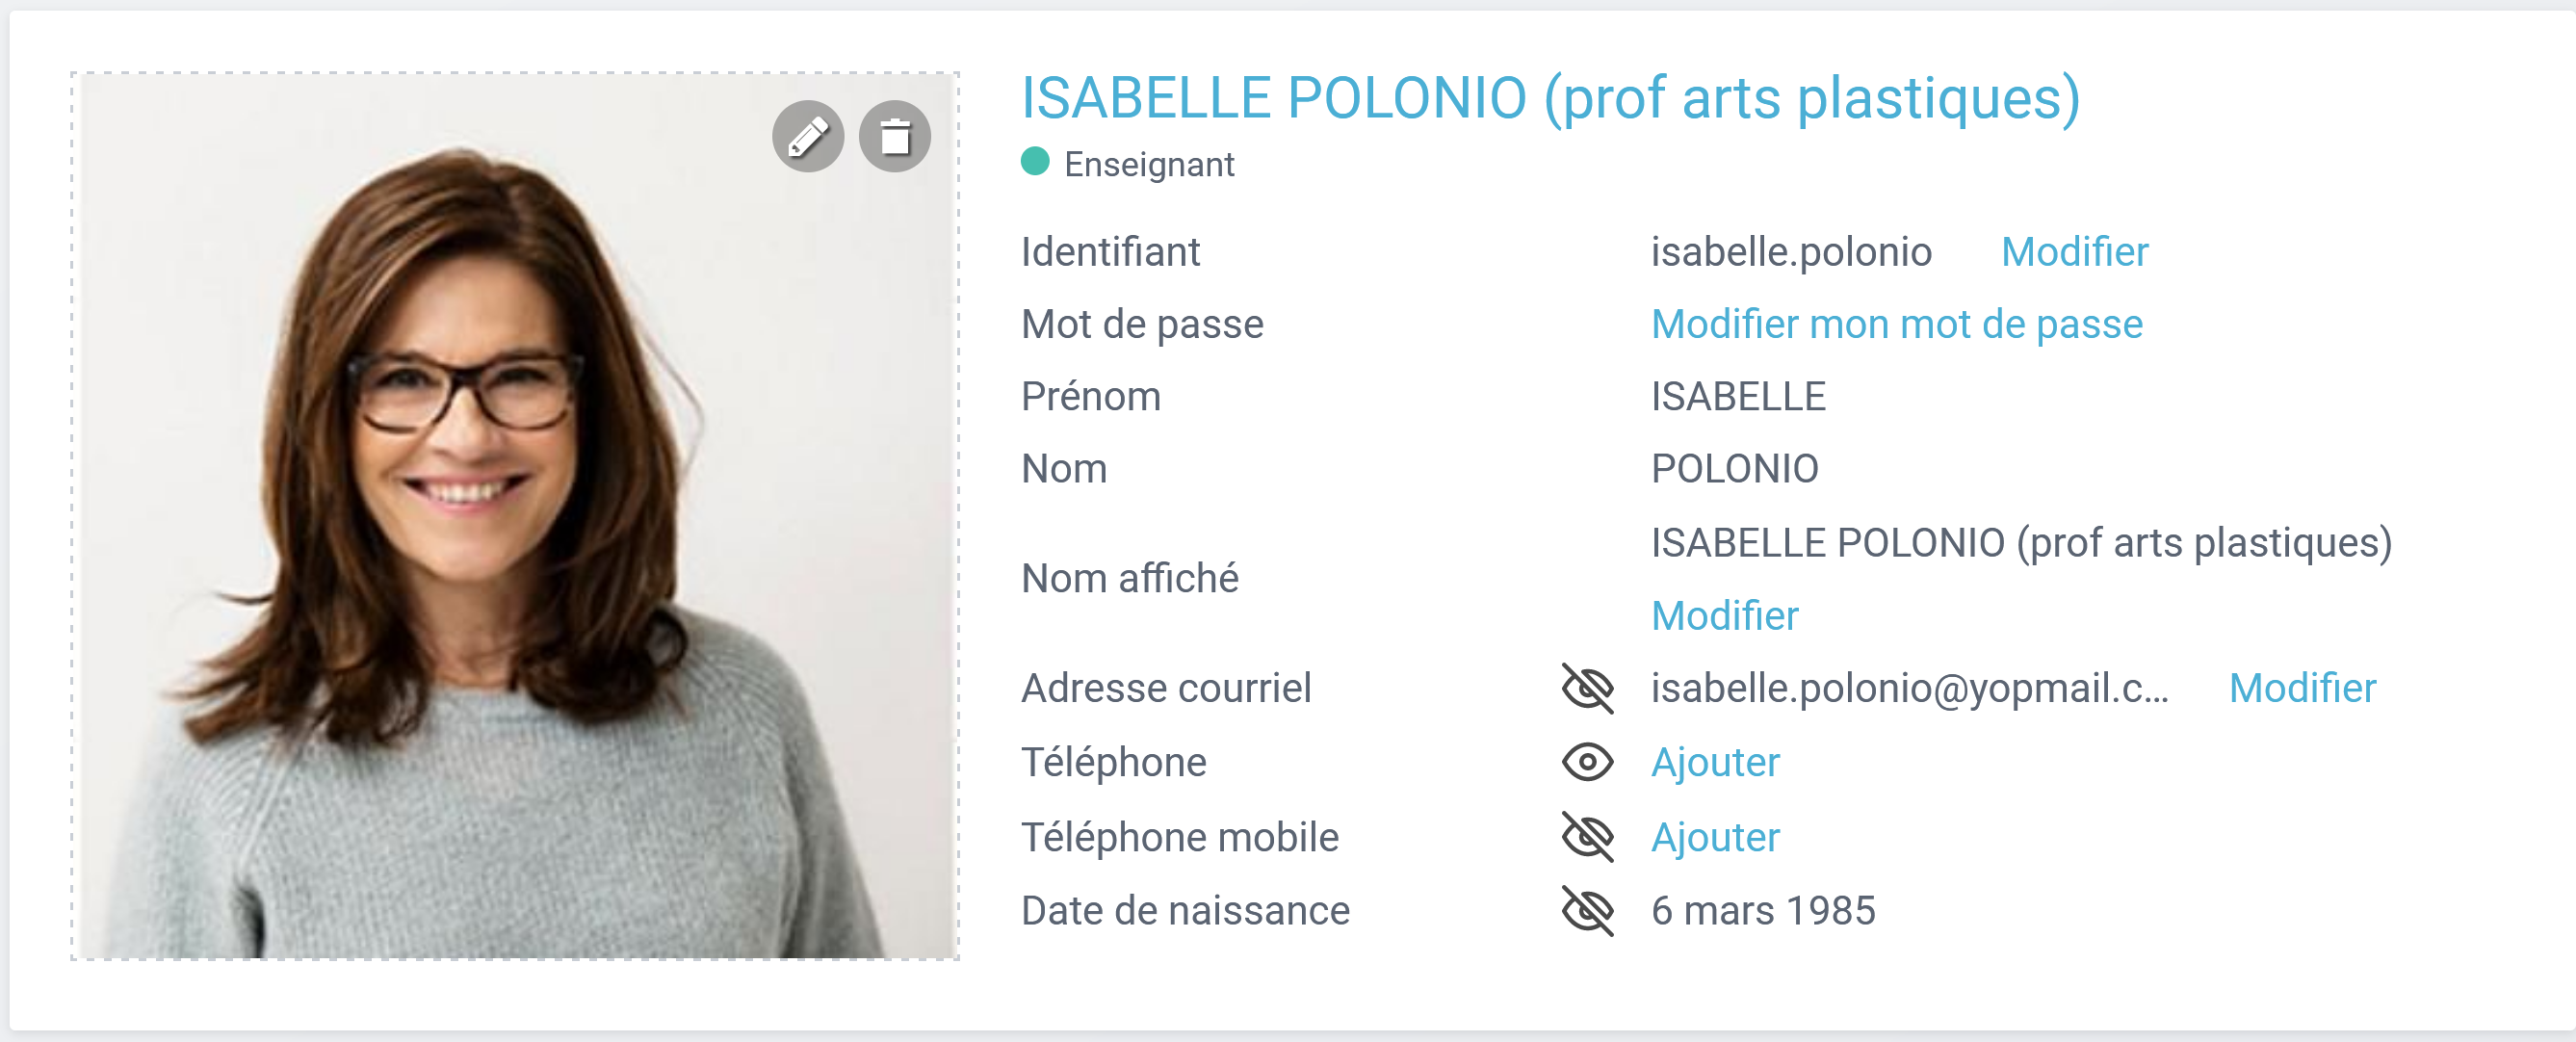 ISABELLE POLONIO (prof arts plastiques)
Enseignant
Identifiant isabelle.polonio Modifier
Mot de passe Modifier mon mot de passe
Prénom ISABELLE
Nom POLONIO
Nom affiché ISABELLE POLONIO (prof arts plastiques)
Modifier
Adresse courriel isabelle.polonio@yopmail.c... Modifier
Téléphone Ajouter
Téléphone mobile Ajouter
Date de naissance 6 mars 1985